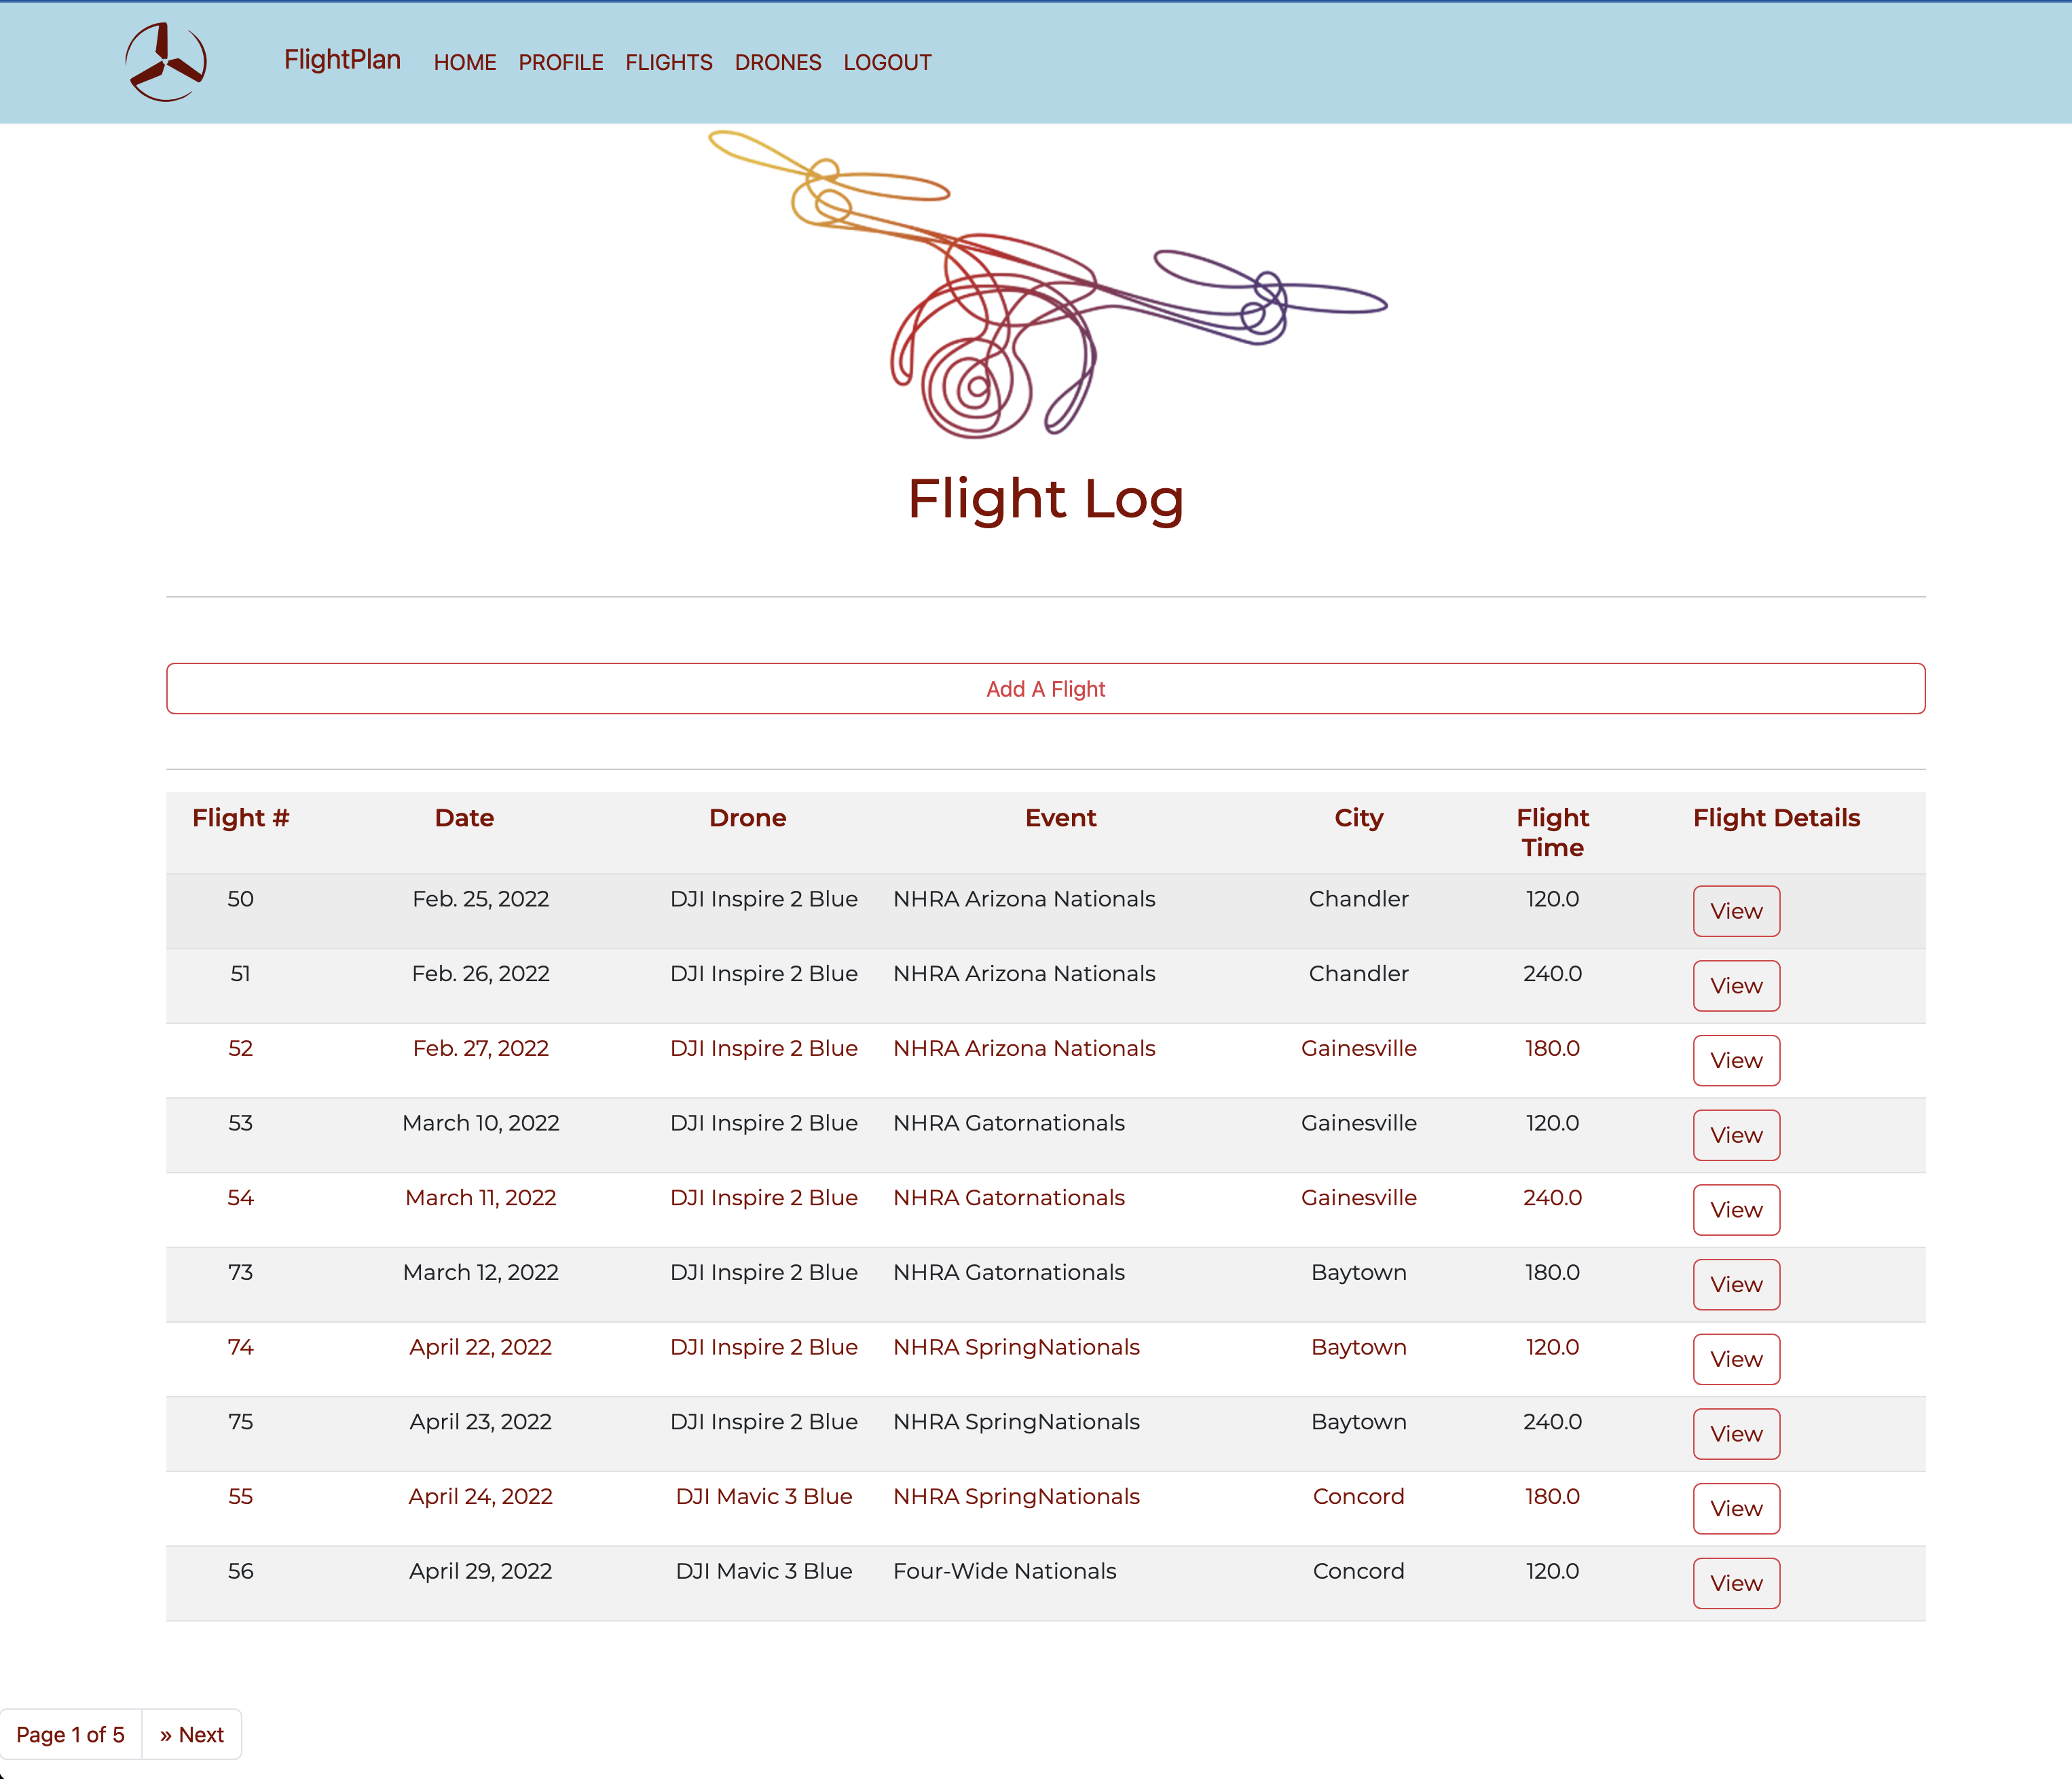 FlightPlan HOME PROFILE FLIGHTS DRONES LOGOUT
Flight Log
Add A Flight
Flight # Date Drone Event City Flight Time Flight Details
50 Feb. 25, 2022 DJI Inspire 2 Blue NHRA Arizona Nationals Chandler 120.0 View
51 Feb. 26, 2022 DJI Inspire 2 Blue NHRA Arizona Nationals Chandler 240.0 View
52 Feb. 27, 2022 DJI Inspire 2 Blue NHRA Arizona Nationals Gainesville 180.0 View
53 March 10, 2022 DJI Inspire 2 Blue NHRA Gatornationals Gainesville 120.0 View
54 March 11, 2022 DJI Inspire 2 Blue NHRA Gatornationals Gainesville 240.0 View
73 March 12, 2022 DJI Inspire 2 Blue NHRA Gatornationals Baytown 180.0 View
74 April 22, 2022 DJI Inspire 2 Blue NHRA SpringNationals Baytown 120.0 View
75 April 23, 2022 DJI Inspire 2 Blue NHRA SpringNationals Baytown 240.0 View
55 April 24, 2022 DJI Mavic 3 Blue NHRA SpringNationals Concord 180.0 View
56 April 29, 2022 DJI Mavic 3 Blue Four-Wide Nationals Concord 120.0 View
Page 1 of 5 » Next